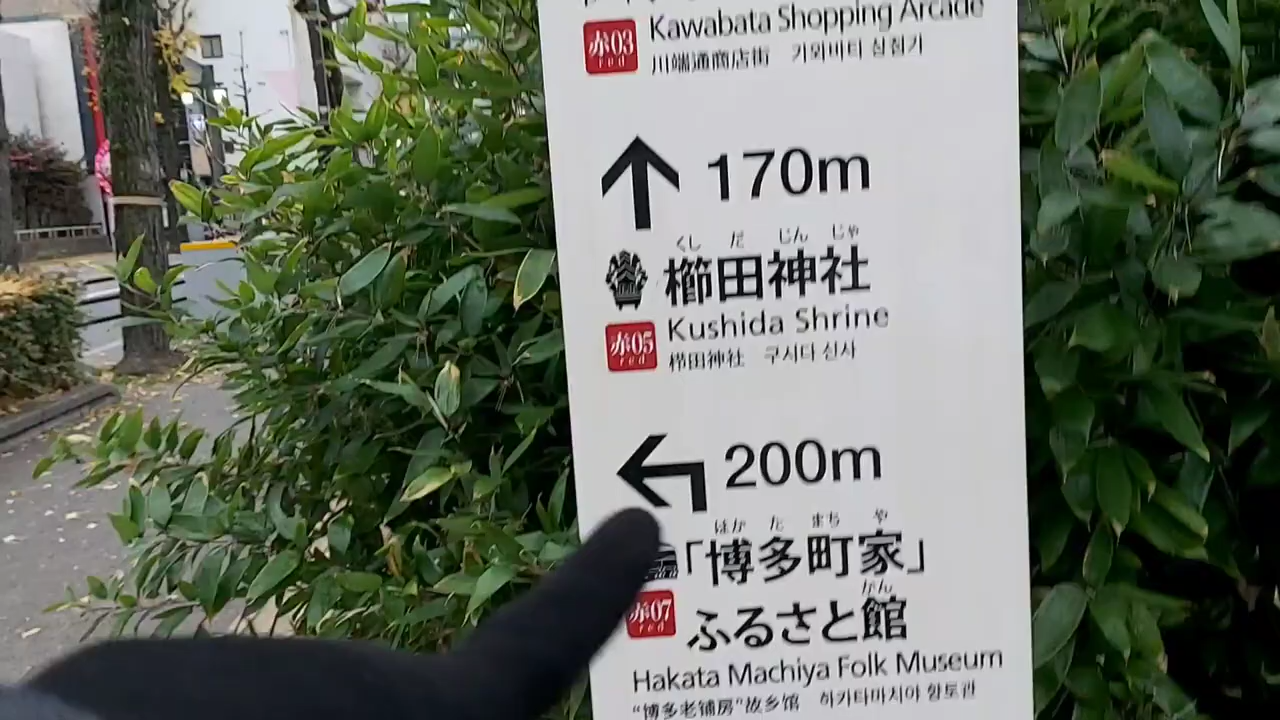 Kawabata Shopping Arcade
赤03
red
川端通商店街 가와바타 상점가
170m
くし だ じん じゃ
櫛田神社
Kushida Shrine
赤05
red
栉田神社 구시다 신사
200m
はか た まち や
「博多町家」
かん
ふるさと館
赤07
red
Hakata Machiya Folk Museum
“博多老铺房”故乡馆 하카타마치야 향토관